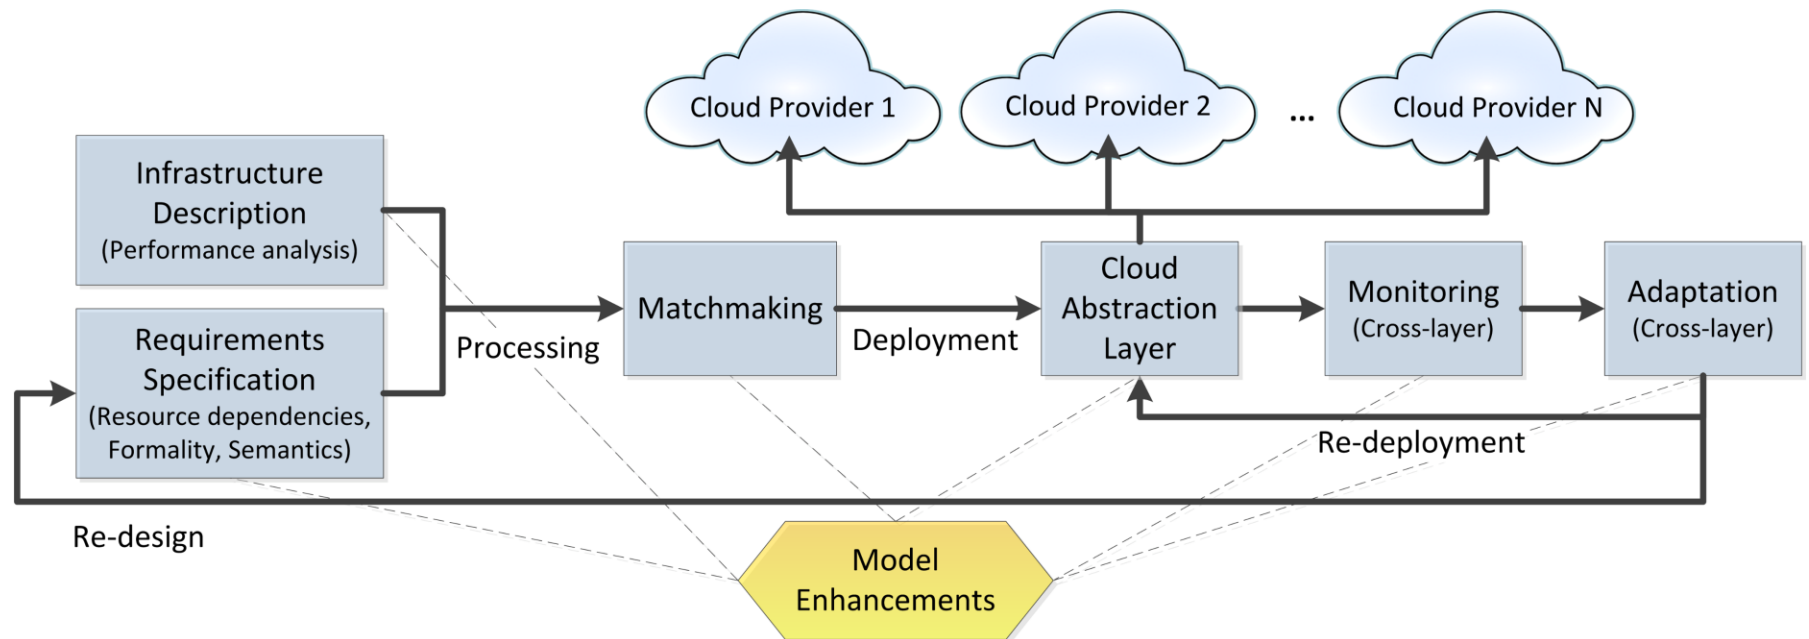 Cloud Provider 1
Cloud Provider 2
...
Cloud Provider N
Infrastructure
Description
(Performance analysis)
Requirements
Specification
(Resource dependencies,
Formality, Semantics)
Processing
Matchmaking
Deployment
Cloud
Abstraction
Layer
Monitoring
(Cross-layer)
Adaptation
(Cross-layer)
Re-deployment
Re-design
Model
Enhancements